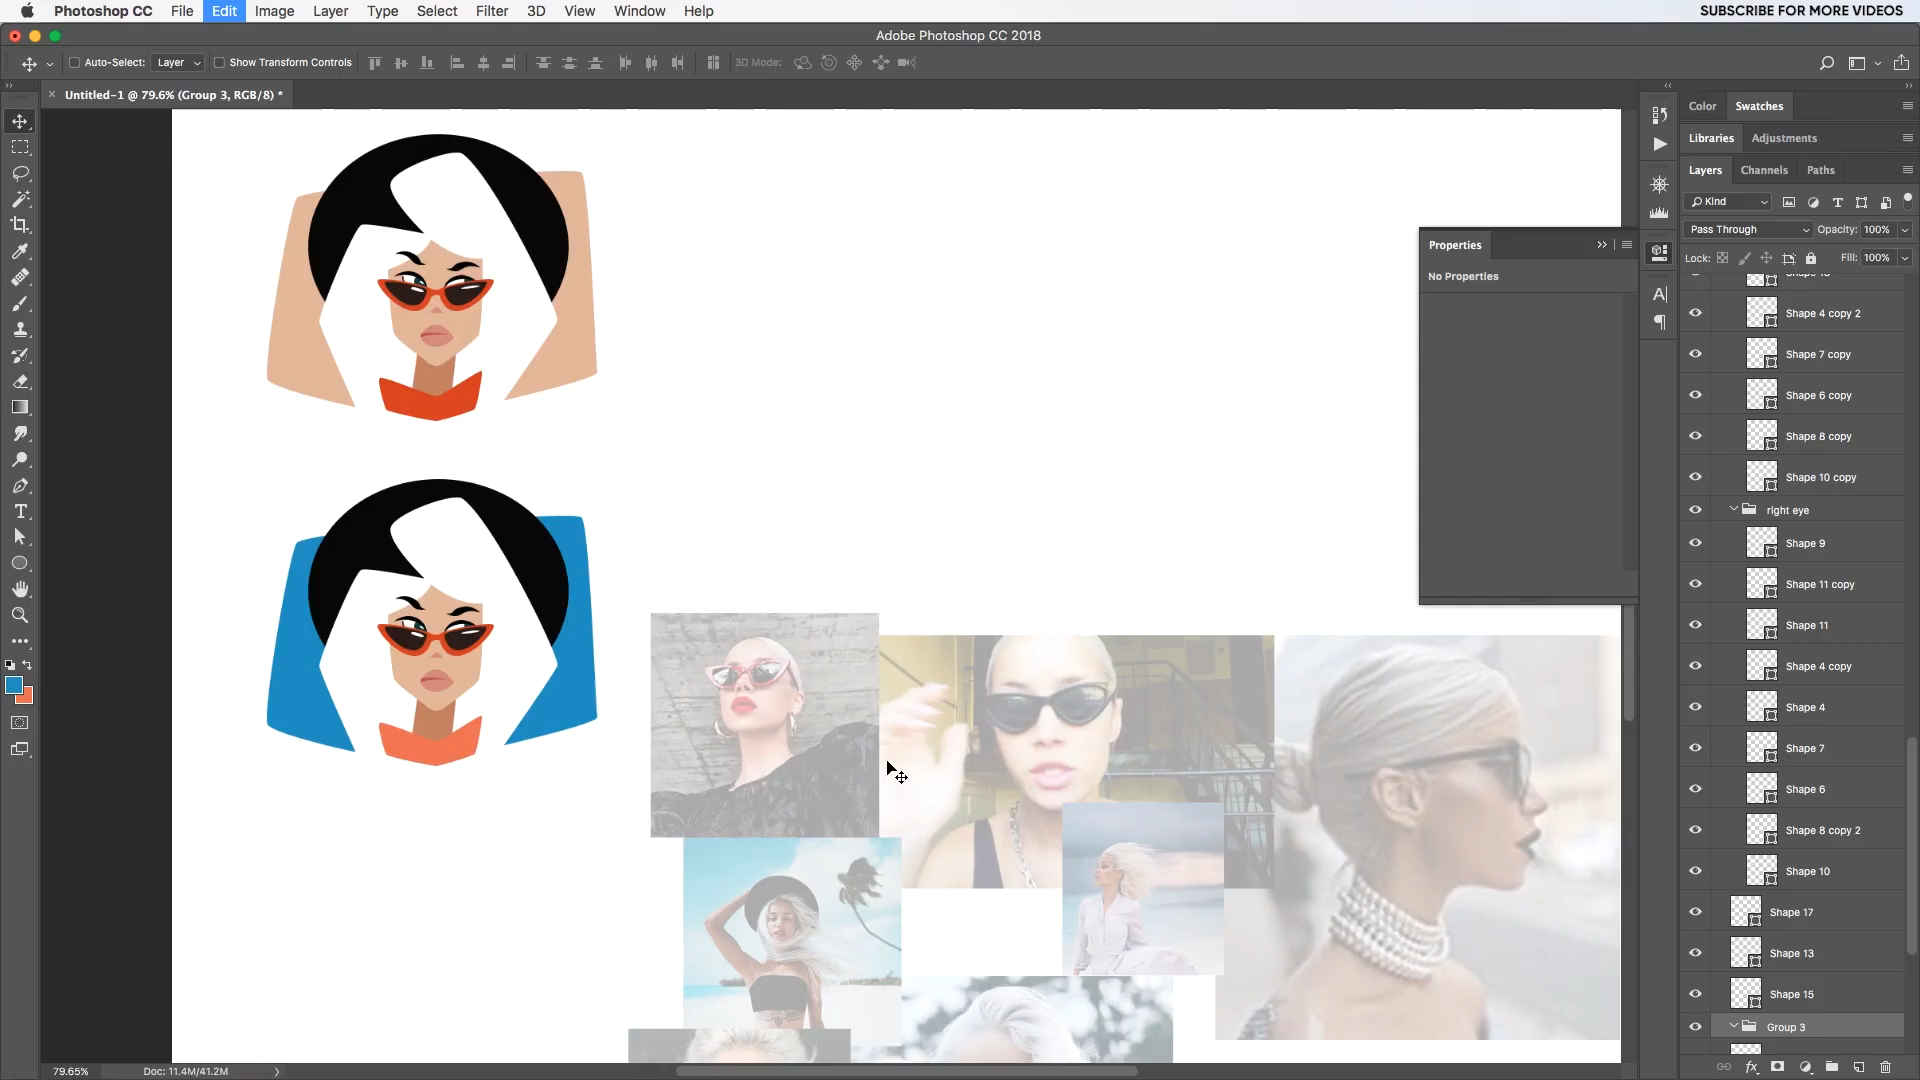 Photoshop CC File Edit Image Layer Type Select Filter 3D View Window Help SUBSCRIBE FOR MORE VIDEOS
Adobe Photoshop CC 2018
Auto-Select: Layer Show Transform Controls 3D Mode:
Untitled-1 @ 79.6% (Group 3, RGB/8) *
Color Swatches
Libraries Adjustments
Layers Channels Paths
Kind
Pass Through Opacity: 100%
Lock: Fill: 100%
Properties
No Properties
Shape 4 copy 2
Shape 7 copy
Shape 6 copy
Shape 8 copy
Shape 10 copy
right eye
Shape 9
Shape 11 copy
Shape 11
Shape 4 copy
Shape 4
Shape 7
Shape 6
Shape 8 copy 2
Shape 10
Shape 17
Shape 13
Shape 15
Group 3
79.65% Doc: 11.4M/41.2M